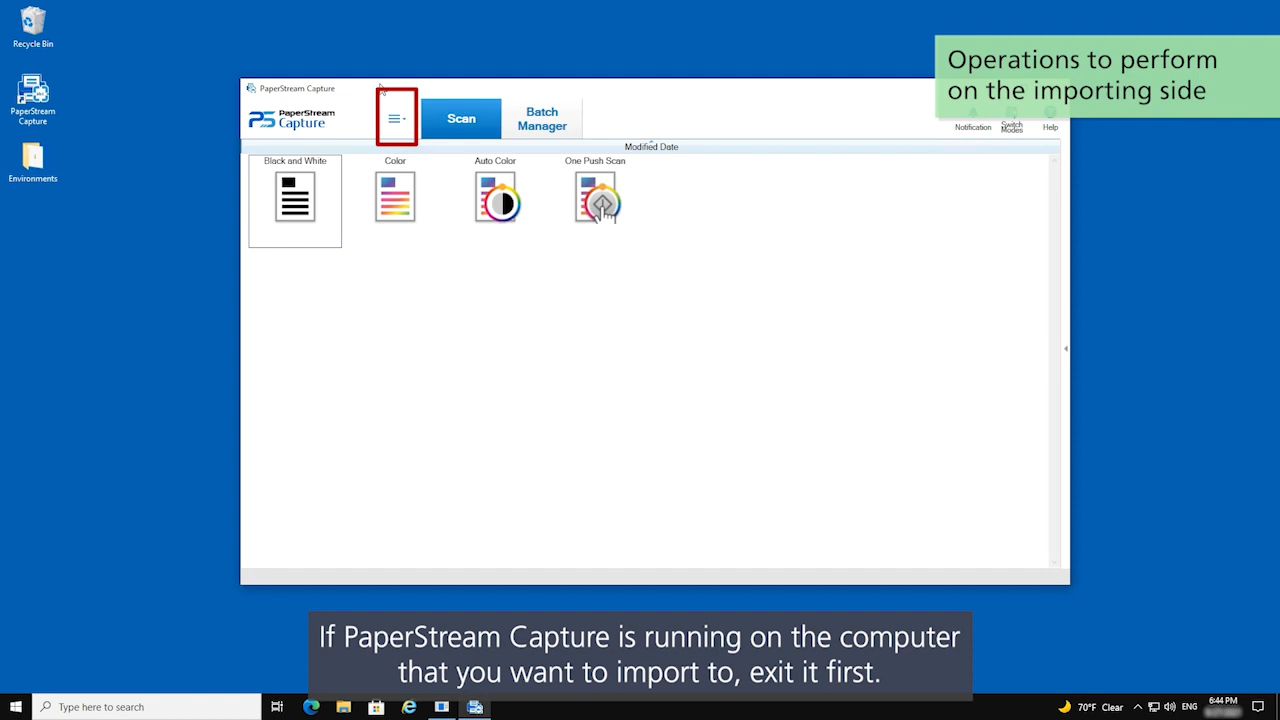 Recycle Bin
PaperStream
Capture
Environments
Operations to perform
on the importing side
PaperStream Capture
PS PaperStream
Capture
Scan
Batch
Manager
Notification
Switch
Modes
Help
Modified Date
Black and White
Color
Auto Color
One Push Scan
If PaperStream Capture is running on the computer
that you want to import to, exit it first.
Type here to search
70°F Clear
ENG
6:44 PM